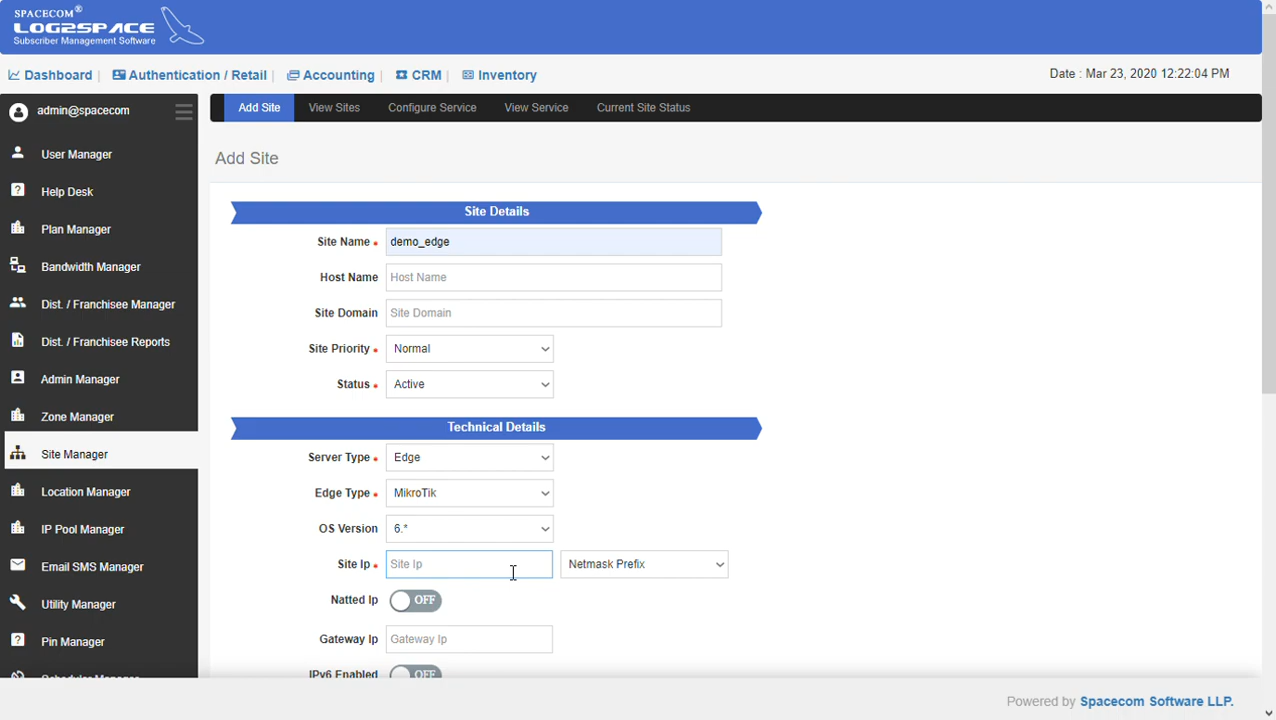 SPACECOM®
LOG2SPACE
Subscriber Management Software
Dashboard | Authentication / Retail | Accounting | CRM | Inventory
Date : Mar 23, 2020 12:22:04 PM
admin@spacecom
Add Site View Sites Configure Service View Service Current Site Status
User Manager
Help Desk
Plan Manager
Bandwidth Manager
Dist. / Franchisee Manager
Dist. / Franchisee Reports
Admin Manager
Zone Manager
Site Manager
Location Manager
IP Pool Manager
Email SMS Manager
Utility Manager
Pin Manager
Scheduler Manager
Add Site
Site Details
Site Name demo_edge
Host Name Host Name
Site Domain Site Domain
Site Priority Normal
Status Active
Technical Details
Server Type Edge
Edge Type MikroTik
OS Version 6.*
Site Ip Site Ip Netmask Prefix
Natted Ip OFF
Gateway Ip Gateway Ip
IPv6 Enabled OFF
Powered by Spacecom Software LLP.